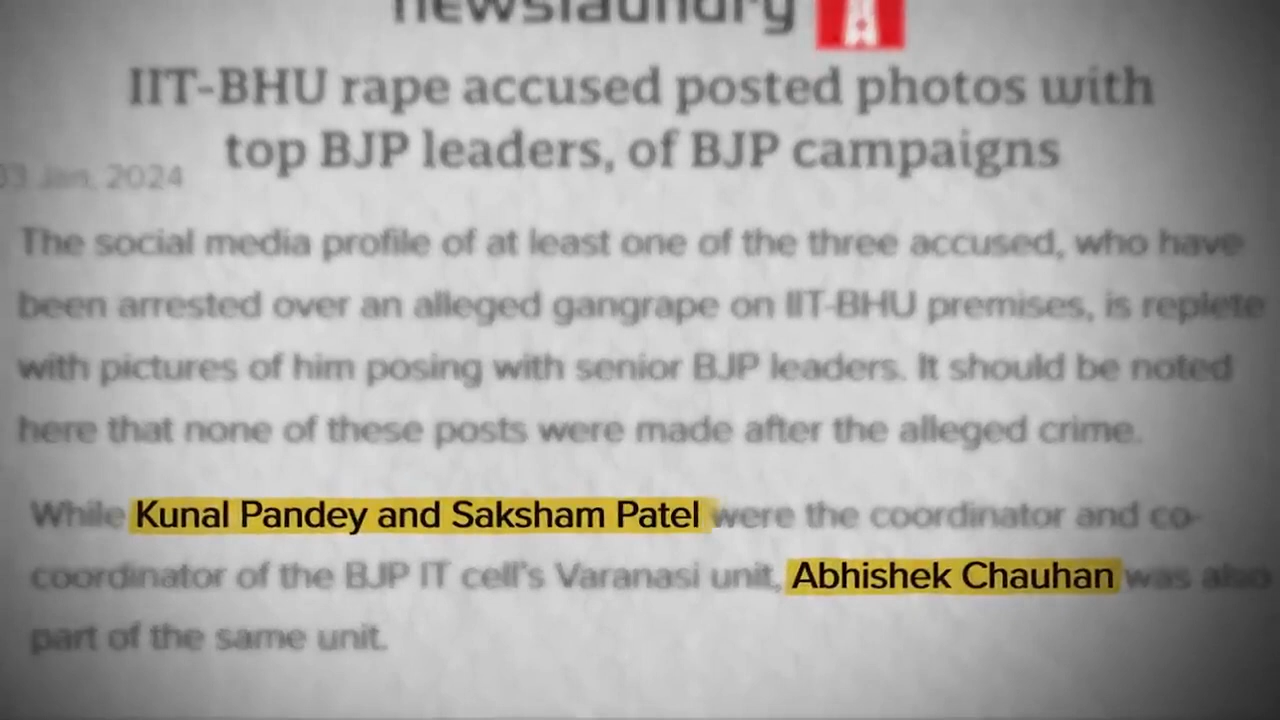 newslaundry
IIT-BHU rape accused posted photos with
top BJP leaders, of BJP campaigns
03 Jan, 2024
The social media profile of at least one of the three accused, who have
been arrested over an alleged gangrape on IIT-BHU premises, is replete
with pictures of him posing with senior BJP leaders. It should be noted
here that none of these posts were made after the alleged crime.
While Kunal Pandey and Saksham Patel were the coordinator and co-
coordinator of the BJP IT cell's Varanasi unit, Abhishek Chauhan was also
part of the same unit.